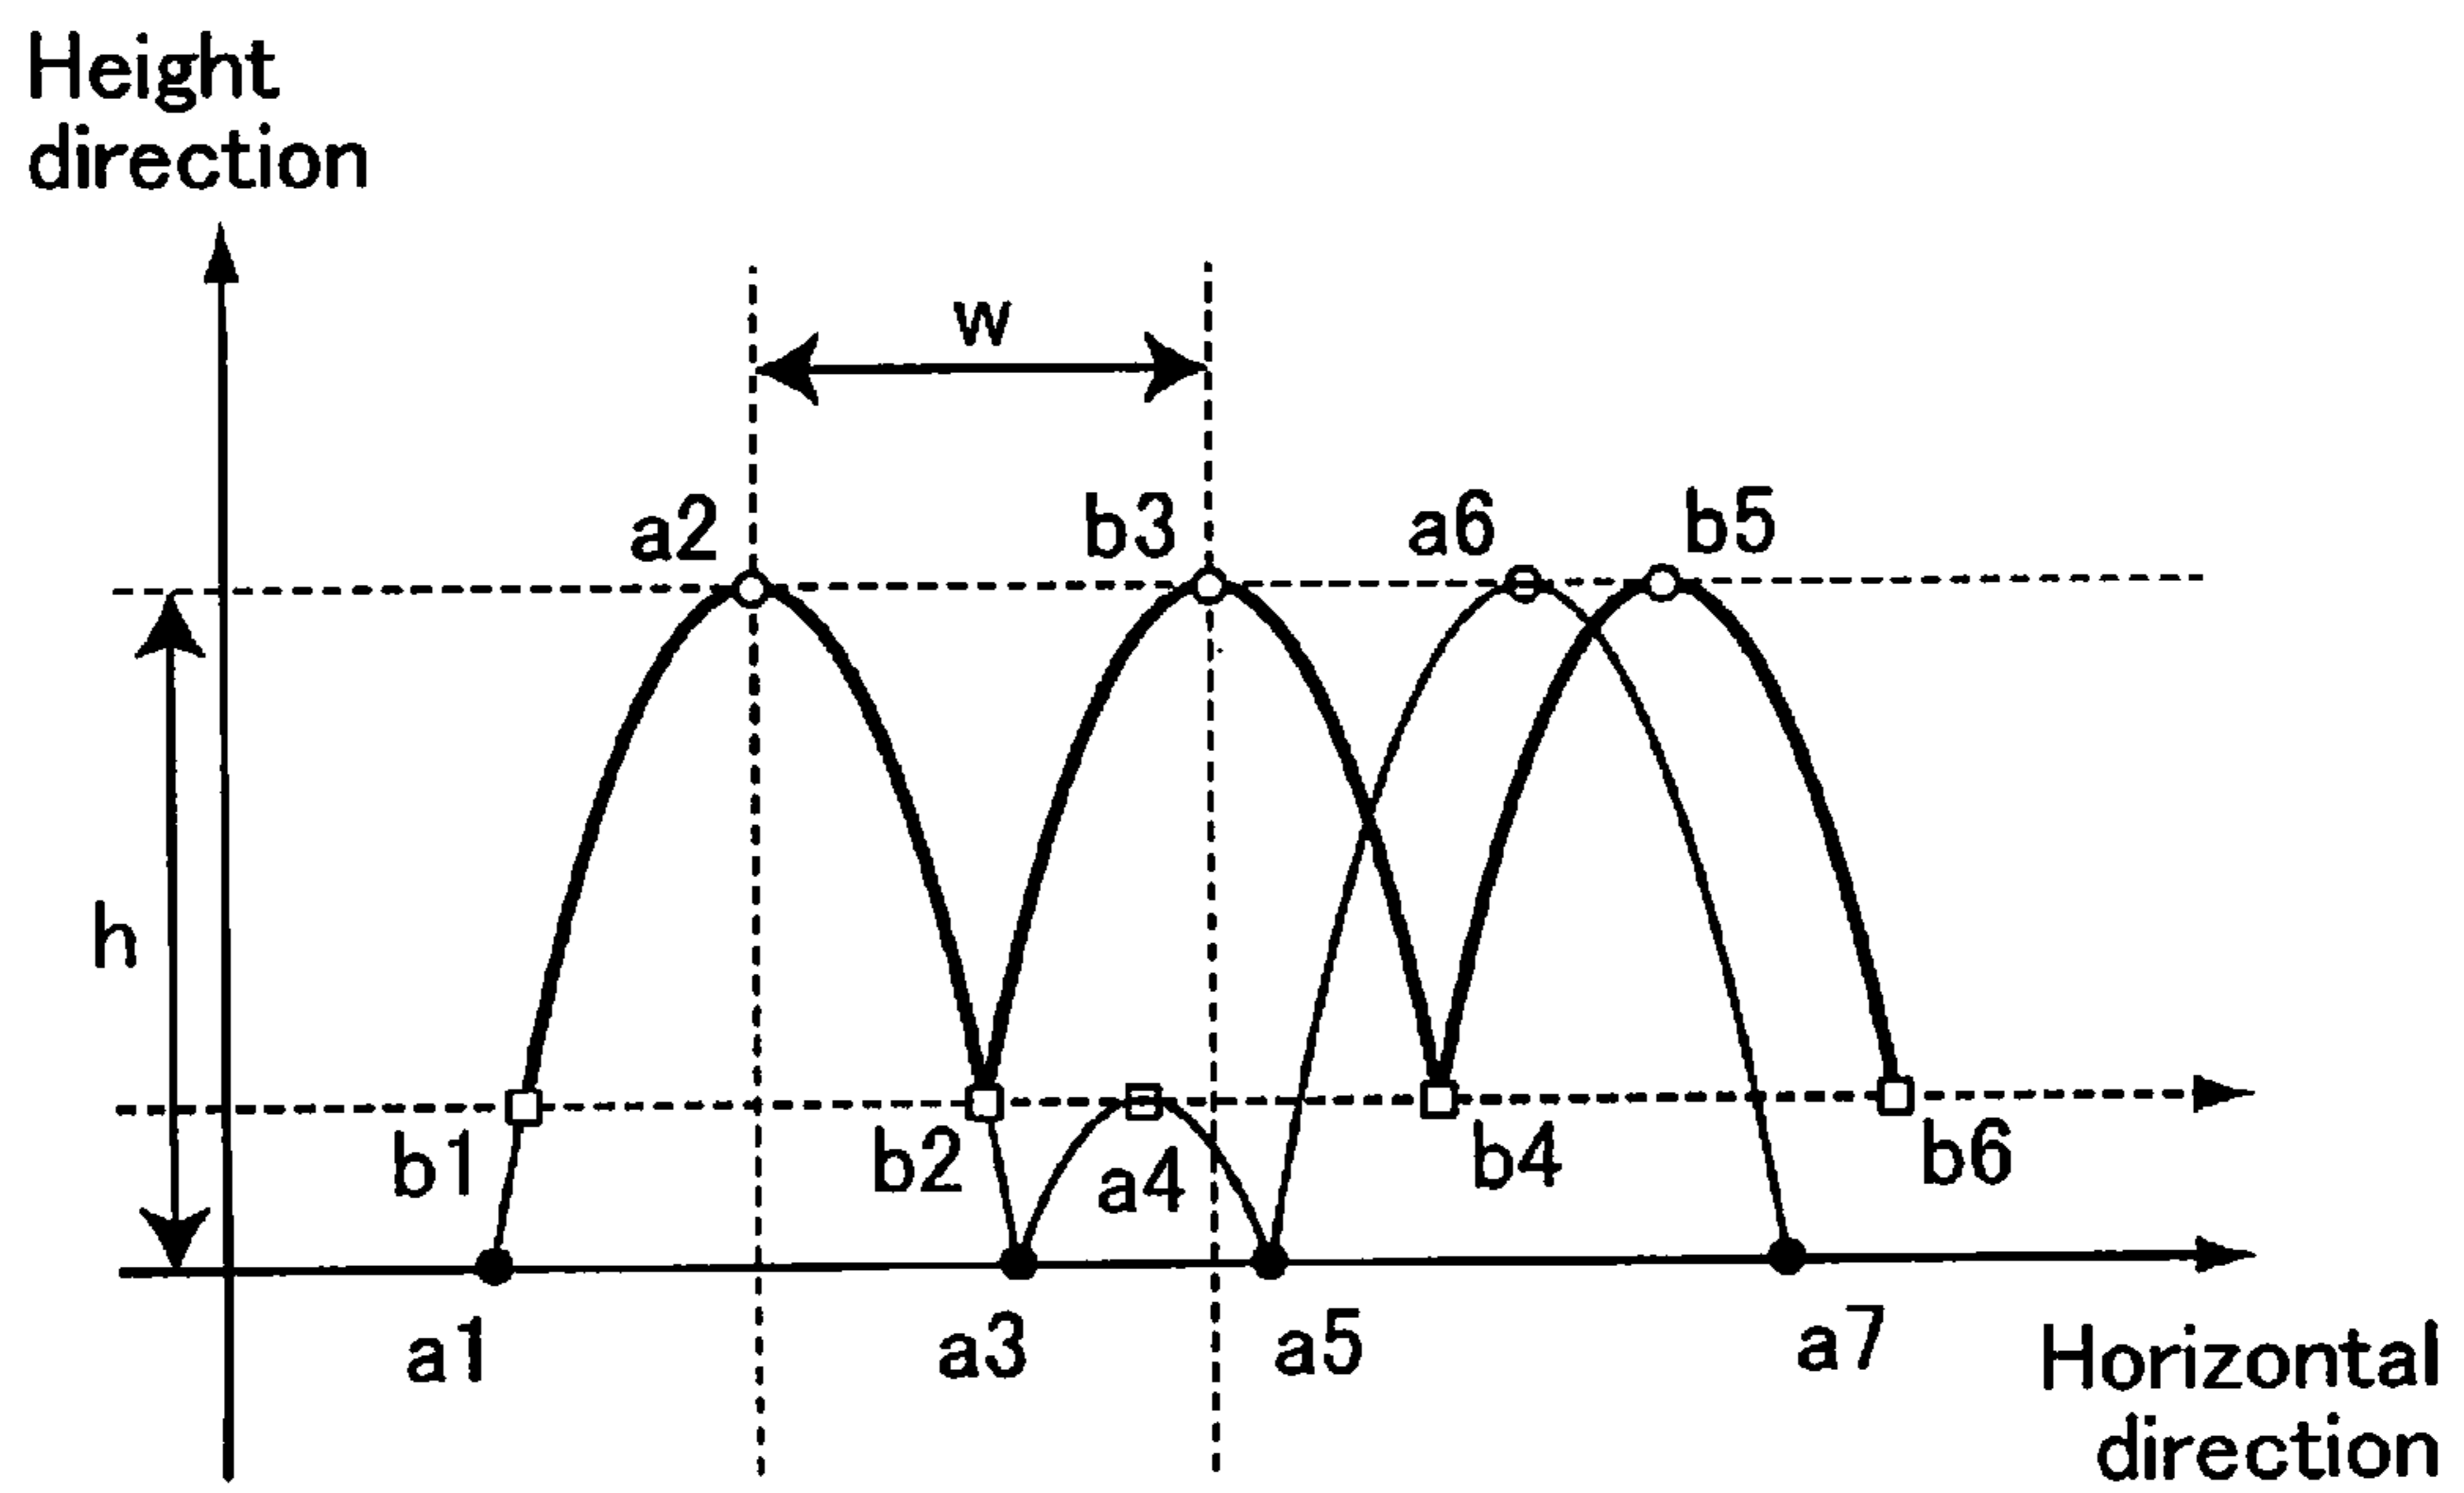 Height
direction
w
a2
b3
a6
b5
h
b1
b2
a4
b4
b6
a1
a3
a5
a7
Horizontal
direction